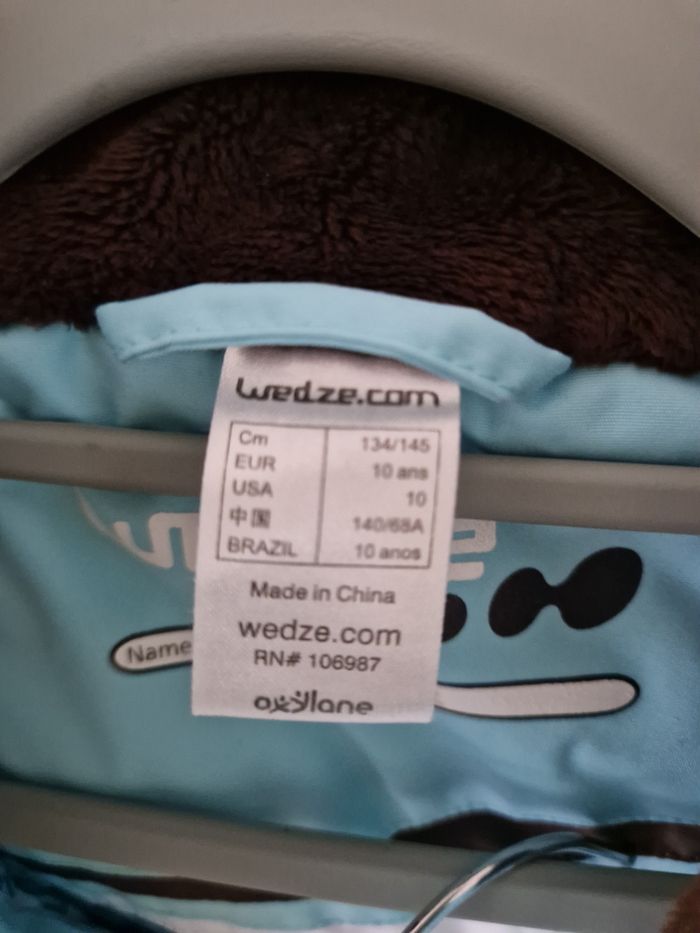 wedze.com
Cm 134/145
EUR 10 ans
USA 10
中国 140/68A
BRAZIL 10 anos
Made in China
wedze.com
RN# 106987
oxylane
Name